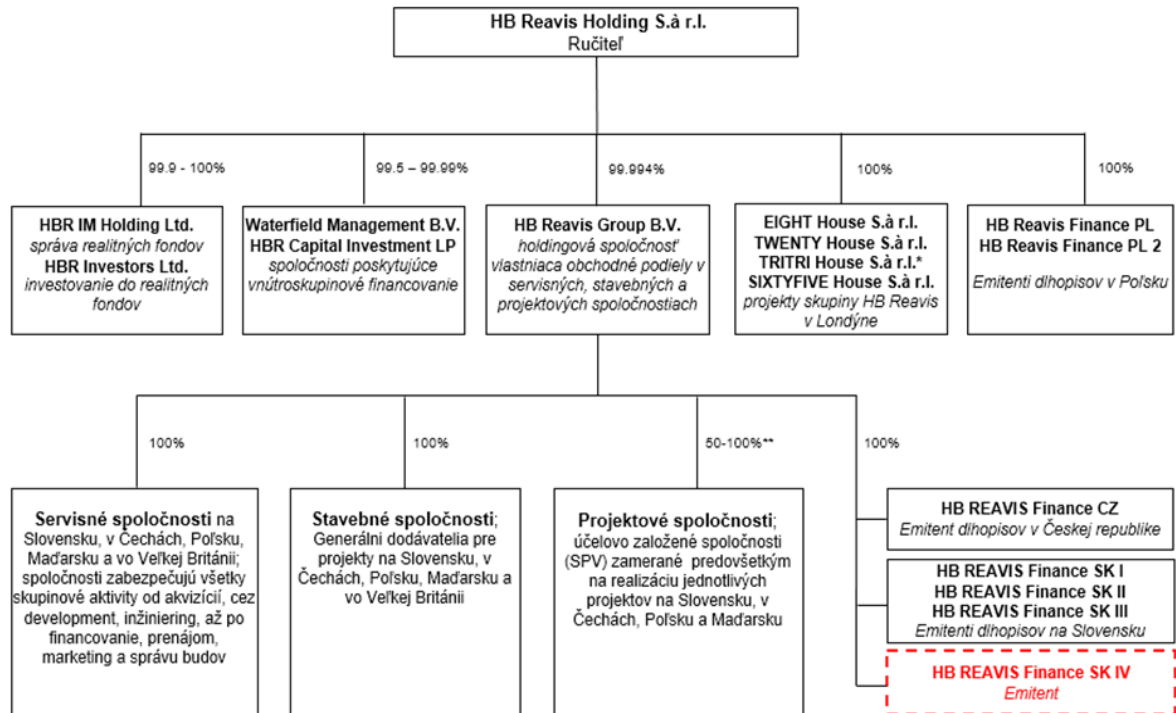 HB Reavis Holding S.à r.l.
Ručiteľ
99.9 - 100%
99.5 – 99.99%
99.994%
100%
100%
HBR IM Holding Ltd.
správa realitných fondov
HBR Investors Ltd.
investovanie do realitných
fondov
Waterfield Management B.V.
HBR Capital Investment LP
spoločnosti poskytujúce
vnútroskupinové financovanie
HB Reavis Group B.V.
holdingová spoločnosť
vlastniaca obchodné podiely v
servisných, stavebných a
projektových spoločnostiach
EIGHT House S.à r.l.
TWENTY House S.à r.l.
TRITRI House S.à r.l.*
SIXTYFIVE House S.à r.l.
projekty skupiny HB Reavis
v Londýne
HB Reavis Finance PL
HB Reavis Finance PL 2
Emitenti dlhopisov v Poľsku
100%
100%
50-100%**
100%
Servisné spoločnosti na
Slovensku, v Čechách, Poľsku,
Maďarsku a vo Veľkej Británii;
spoločnosti zabezpečujú všetky
skupinové aktivity od akvizícií, cez
development, inžiniering, až po
financovanie, prenájom,
marketing a správu budov
Stavebné spoločnosti;
Generálni dodávatelia pre
projekty na Slovensku, v
Čechách, Poľsku, Maďarsku a
vo Veľkej Británii
Projektové spoločnosti;
účelovo založené spoločnosti
(SPV) zamerané predovšetkým
na realizáciu jednotlivých
projektov na Slovensku, v
Čechách, Poľsku a Maďarsku
HB REAVIS Finance CZ
Emitent dlhopisov v Českej republike
HB REAVIS Finance SK I
HB REAVIS Finance SK II
HB REAVIS Finance SK III
Emitenti dlhopisov na Slovensku
HB REAVIS Finance SK IV
Emitent